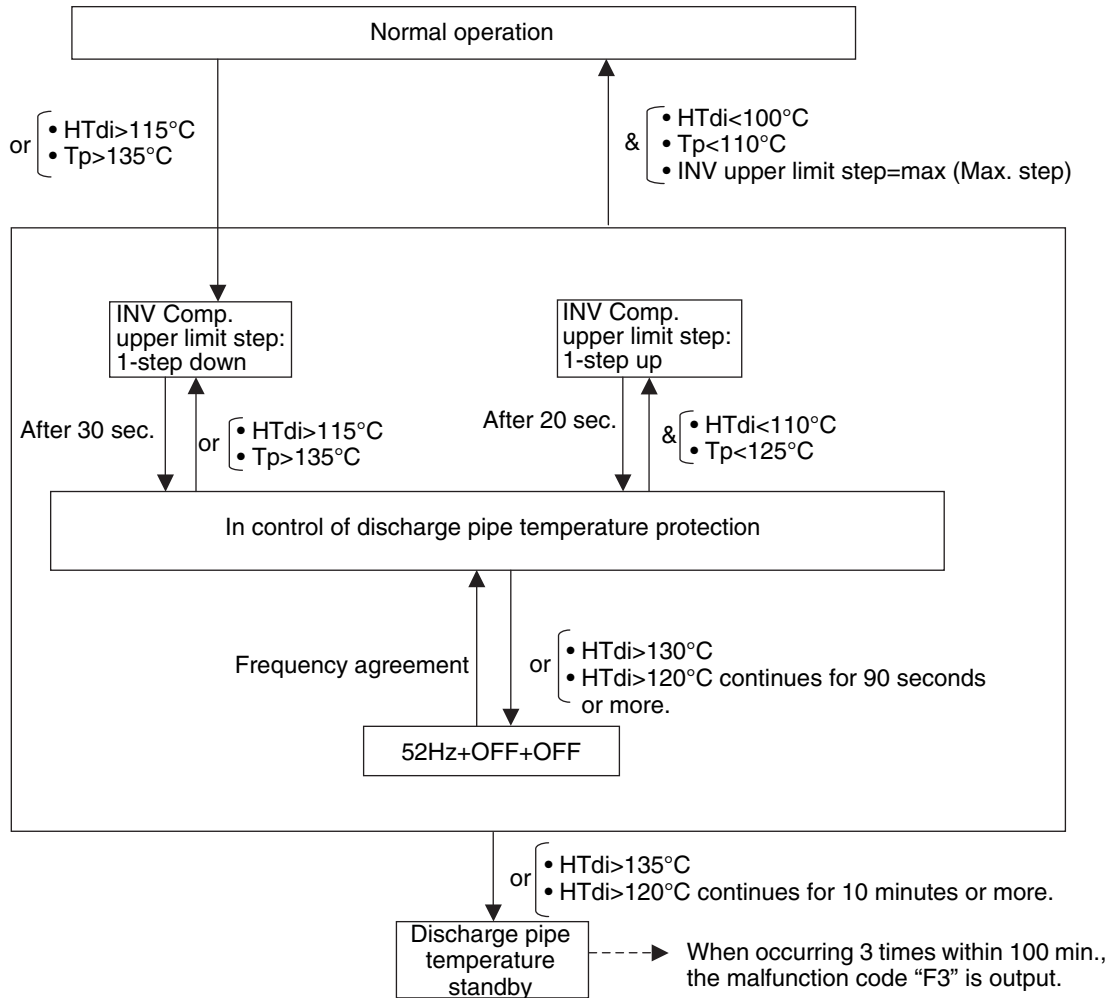 Normal operation
or
• HTdi>115°C
• Tp>135°C
&
• HTdi<100°C
• Tp<110°C
• INV upper limit step=max (Max. step)
INV Comp.
upper limit step:
1-step down
INV Comp.
upper limit step:
1-step up
After 30 sec.
or
• HTdi>115°C
• Tp>135°C
After 20 sec.
&
• HTdi<110°C
• Tp<125°C
In control of discharge pipe temperature protection
Frequency agreement
or
• HTdi>130°C
• HTdi>120°C continues for 90 seconds
or more.
52Hz+OFF+OFF
or
• HTdi>135°C
• HTdi>120°C continues for 10 minutes or more.
Discharge pipe
temperature
standby
When occurring 3 times within 100 min.,
the malfunction code “F3” is output.